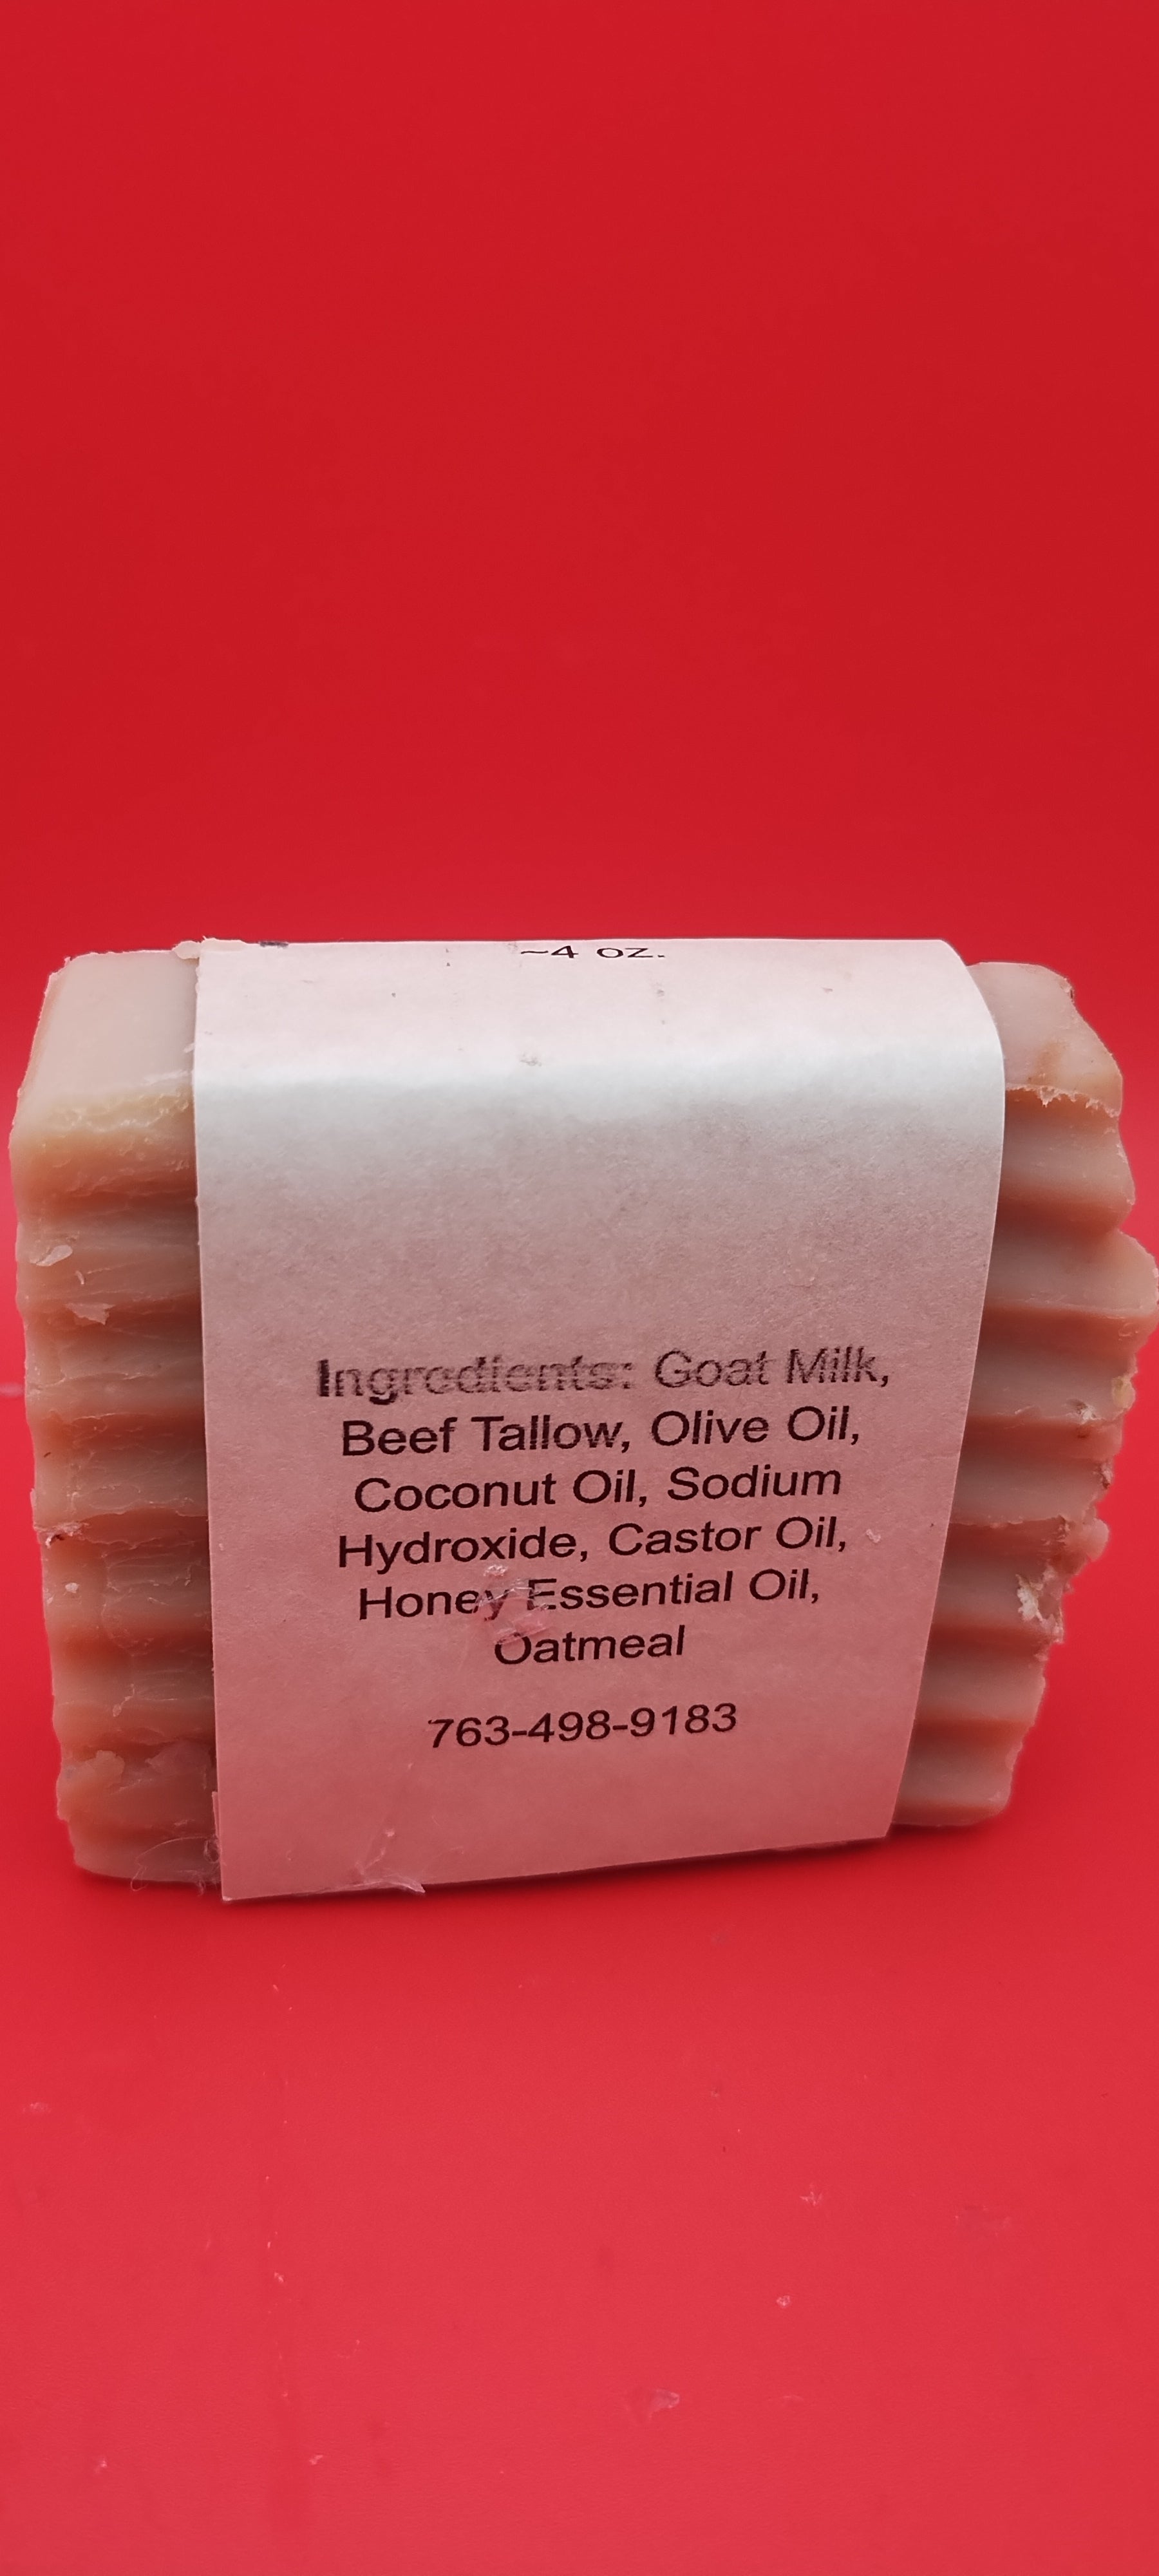 ~4 oz.
Ingredients: Goat Milk,
Beef Tallow, Olive Oil,
Coconut Oil, Sodium
Hydroxide, Castor Oil,
Honey Essential Oil,
Oatmeal
763-498-9183